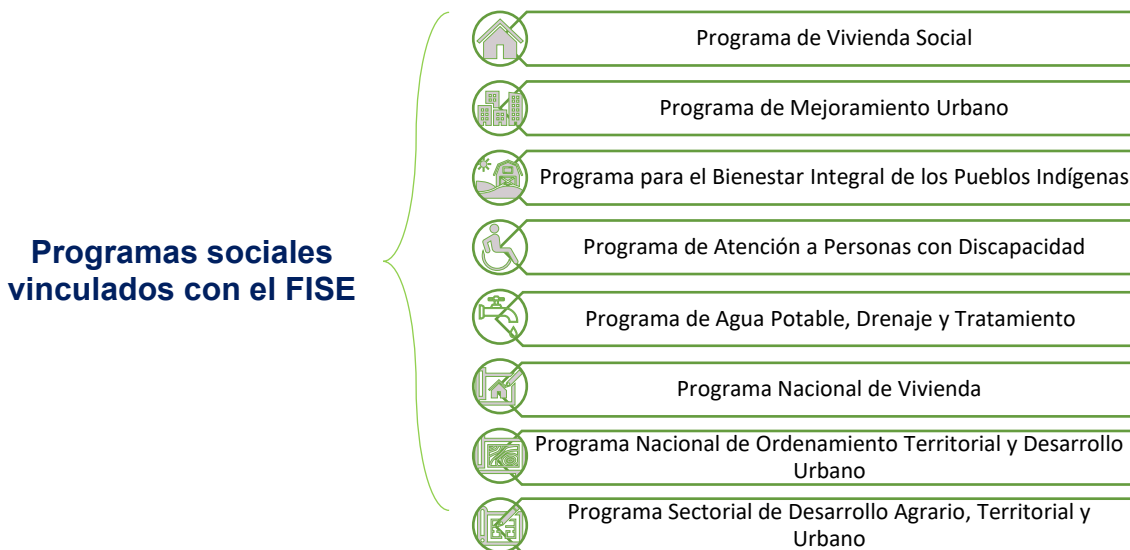 Programas sociales
vinculados con el FISE
Programa de Vivienda Social
Programa de Mejoramiento Urbano
Programa para el Bienestar Integral de los Pueblos Indígenas
Programa de Atención a Personas con Discapacidad
Programa de Agua Potable, Drenaje y Tratamiento
Programa Nacional de Vivienda
Programa Nacional de Ordenamiento Territorial y Desarrollo
Urbano
Programa Sectorial de Desarrollo Agrario, Territorial y
Urbano